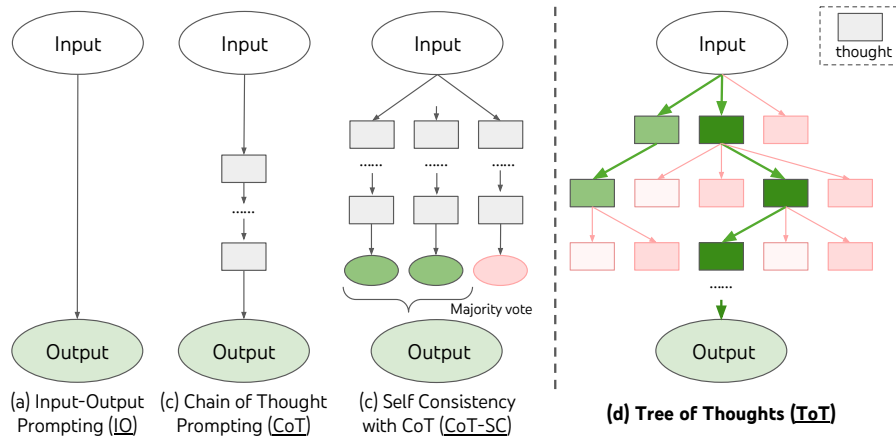 Input
Output
(a) Input-Output
Prompting (IO)
Input
......
Output
(c) Chain of Thought
Prompting (CoT)
Input
...... ...... ......
Majority vote
Output
(c) Self Consistency
with CoT (CoT-SC)
thought
Input
......
Output
(d) Tree of Thoughts (ToT)